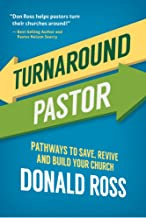 "Don Ross helps pastors turn
their churches around!"
— Best Selling Author and
Pastor Nelson Searcy
TURNAROUND
PASTOR
PATHWAYS TO SAVE, REVIVE
AND BUILD YOUR CHURCH
DONALD ROSS